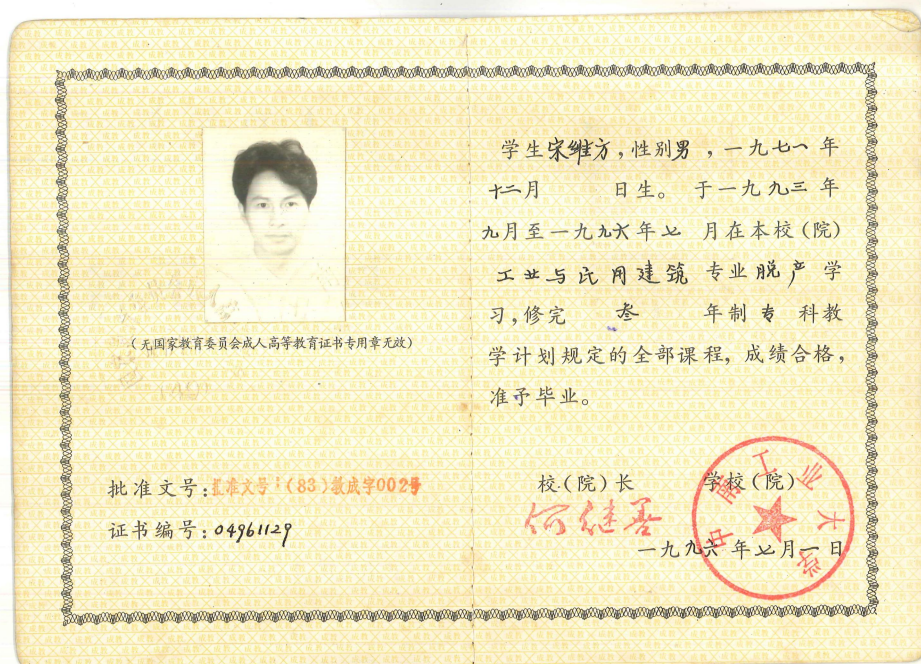 (无国家教育委员会成人高等教育证书专用章无效)
批准文号:批准文号:(83)教成字002号
证书编号:04961129
学生宋维方,性别男,一九七一年
十二月 日生。于一九九三年
九月至一九九六年七月在本校(院)
工业与民用建筑专业脱产学
习,修完 叁 年制专科教
学计划规定的全部课程,成绩合格,
准予毕业。
校(院)长 学校(院)
何继善
中南工业大学
一九九六年七月一日